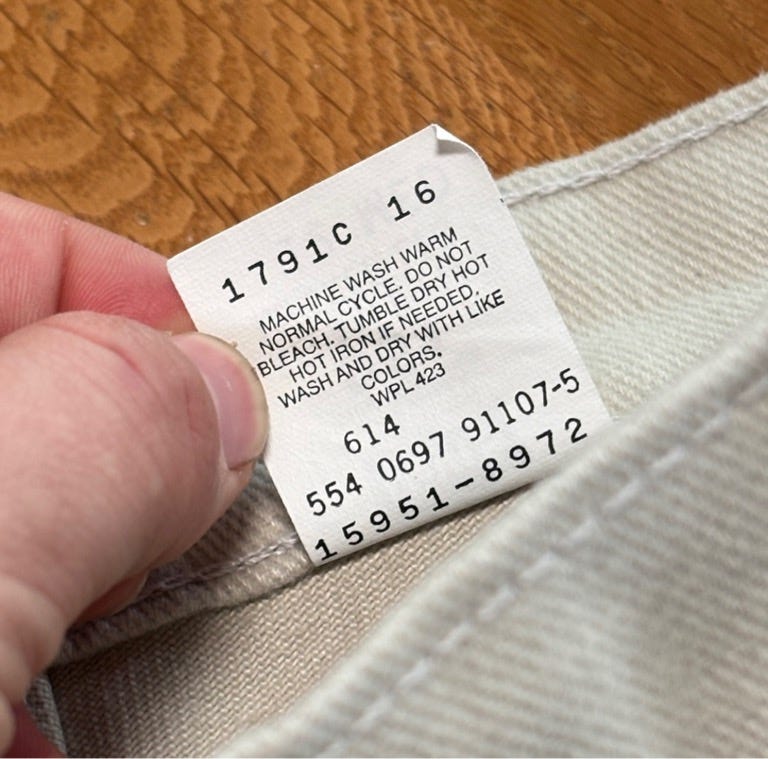 1791C 16
MACHINE WASH WARM
NORMAL CYCLE. DO NOT
BLEACH. TUMBLE DRY HOT
HOT IRON IF NEEDED.
WASH AND DRY WITH LIKE
COLORS.
WPL 423
614
554 0697 91107-5
15951-8972